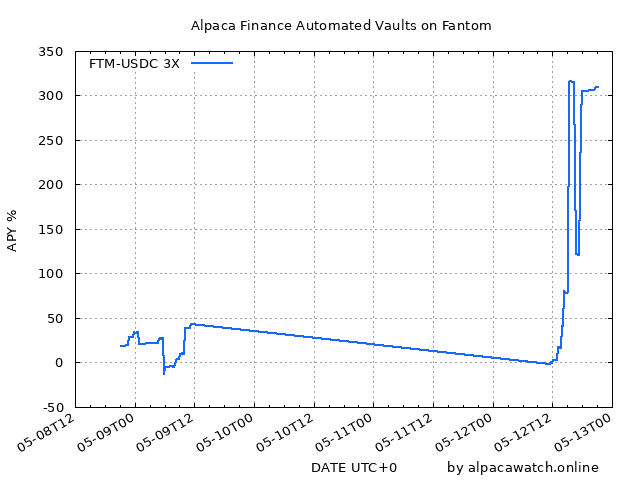 Alpaca Finance Automated Vaults on Fantom
FTM-USDC 3X
APY %
350
300
250
200
150
100
50
0
-50
05-08T12
05-09T00
05-09T12
05-10T00
05-10T12
05-11T00
05-11T12
05-12T00
05-12T12
05-13T00
DATE UTC+0
by alpacawatch.online